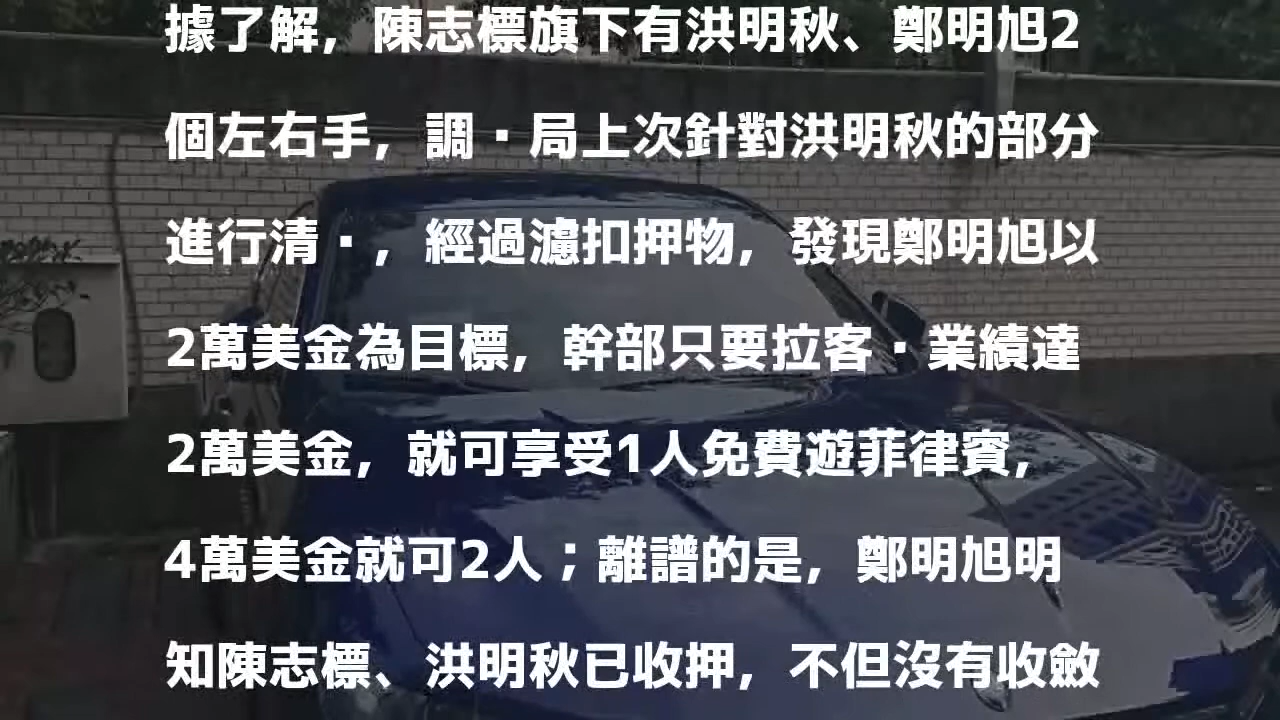 據了解，陳志標旗下有洪明秋、鄭明旭2
個左右手，調▪局上次針對洪明秋的部分
進行清▪，經過濾扣押物，發現鄭明旭以
2萬美金為目標，幹部只要拉客▪業績達
2萬美金，就可享受1人免費遊菲律賓，
4萬美金就可2人；離譜的是，鄭明旭明
知陳志標、洪明秋已收押，不但沒有收斂